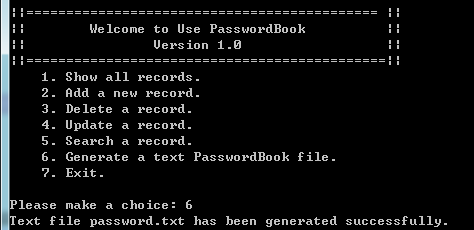 ||============================================ ||
||        Welcome to Use PasswordBook          ||
||                Version 1.0                  ||
||=============================================||
1. Show all records.
2. Add a new record.
3. Delete a record.
4. Update a record.
5. Search a record.
6. Generate a text PasswordBook file.
7. Exit.
Please make a choice: 6
Text file password.txt has been generated successfully.